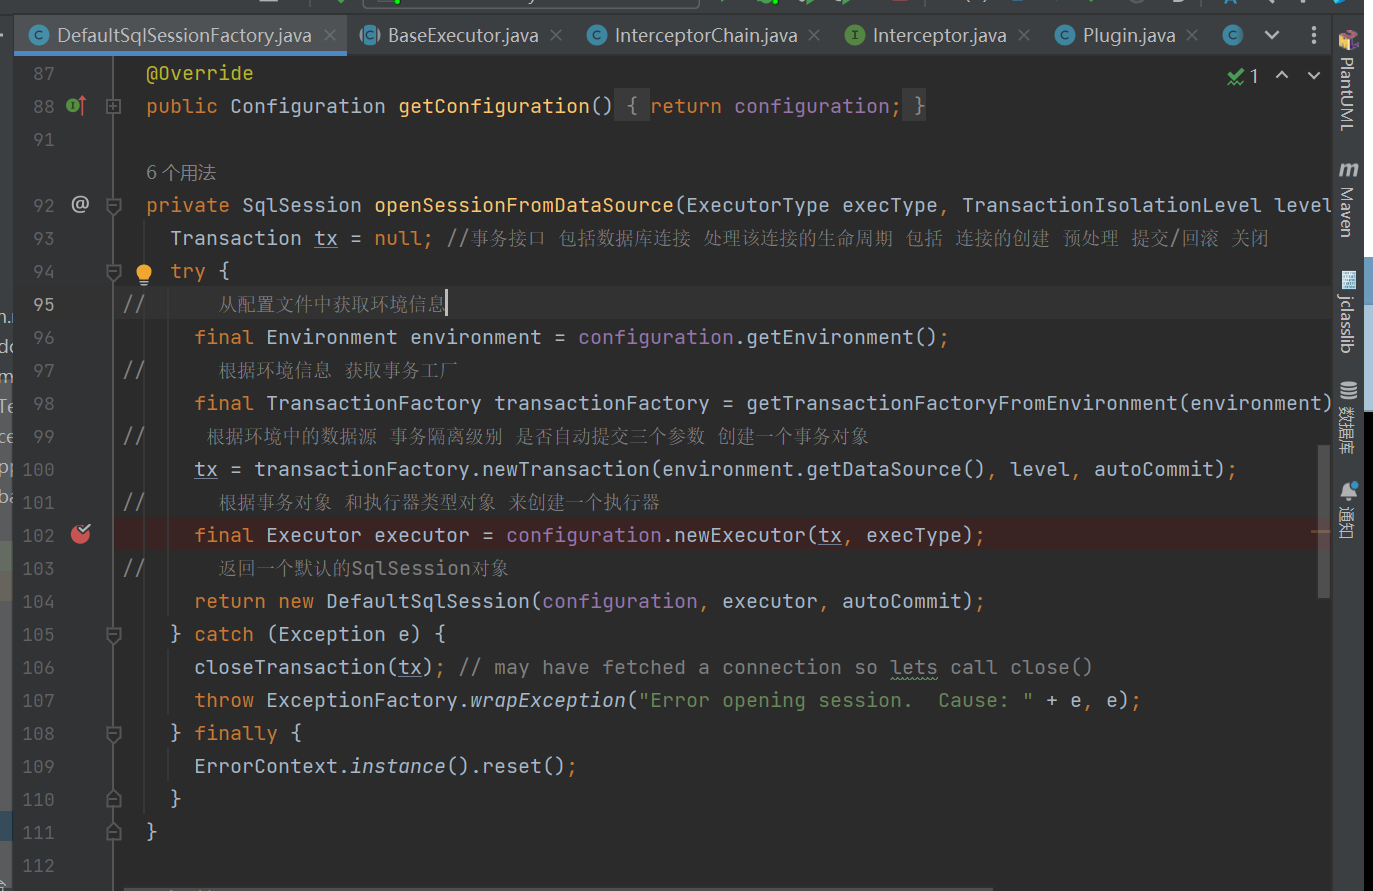 DefaultSqlSessionFactory.java
BaseExecutor.java
InterceptorChain.java
Interceptor.java
Plugin.java
87 @Override
1
88 public Configuration getConfiguration() { return configuration; }
91
6 个用法
92 @ private SqlSession openSessionFromDataSource(ExecutorType execType, TransactionIsolationLevel level
93 Transaction tx = null; //事务接口 包括数据库连接 处理该连接的生命周期 包括 连接的创建 预处理 提交/回滚 关闭
94 try {
95 // 从配置文件中获取环境信息
96 final Environment environment = configuration.getEnvironment();
97 // 根据环境信息 获取事务工厂
98 final TransactionFactory transactionFactory = getTransactionFactoryFromEnvironment(environment)
99 // 根据环境中的数据源 事务隔离级别 是否自动提交三个参数 创建一个事务对象
100 tx = transactionFactory.newTransaction(environment.getDataSource(), level, autoCommit);
101 // 根据事务对象 和执行器类型对象 来创建一个执行器
102 final Executor executor = configuration.newExecutor(tx, execType);
103 // 返回一个默认的SqlSession对象
104 return new DefaultSqlSession(configuration, executor, autoCommit);
105 } catch (Exception e) {
106 closeTransaction(tx); // may have fetched a connection so lets call close()
107 throw ExceptionFactory.wrapException("Error opening session.  Cause: " + e, e);
108 } finally {
109 ErrorContext.instance().reset();
110 }
111 }
112
PlantUML
m Maven
jclasslib
数据库
通知